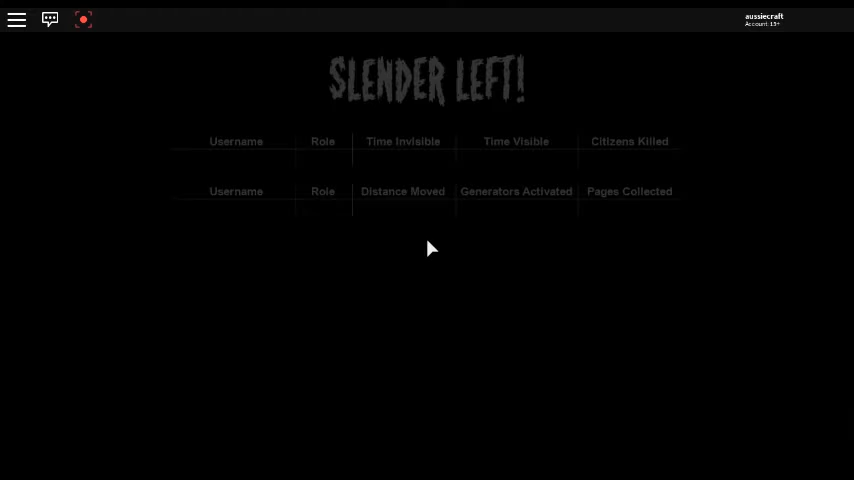 aussiecraft
Account: 13+
SLENDER LEFT!
Username Role Time Invisible Time Visible Citizens Killed
Username Role Distance Moved Generators Activated Pages Collected